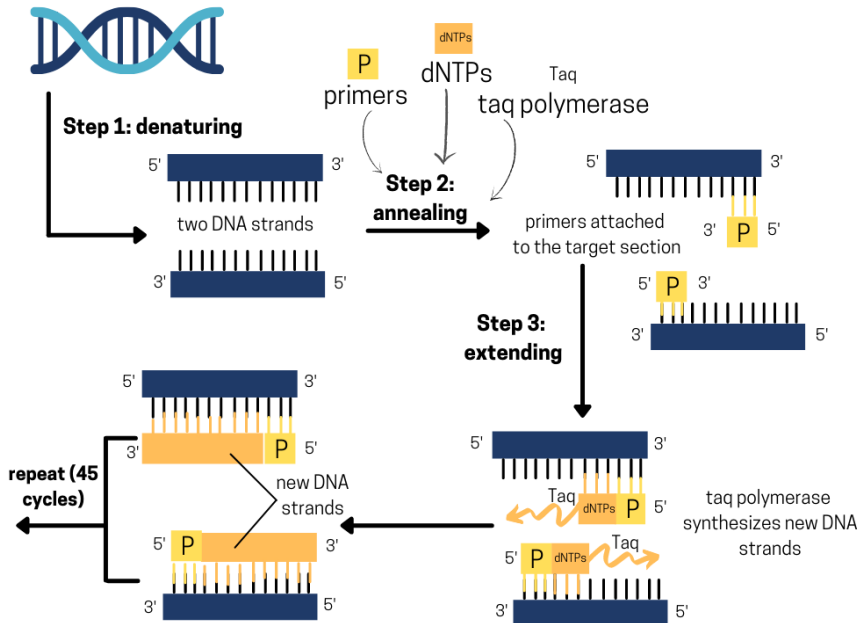 dNTPs
dNTPs
P
primers
Taq
taq polymerase
Step 1: denaturing
5' 3'
two DNA strands
3' 5'
Step 2:
annealing
5' 3'
primers attached
to the target section
3' P 5'
5' P 3'
3' 5'
Step 3:
extending
5' 3'
3' P 5'
new DNA
strands
5' P 3'
3' 5'
repeat (45
cycles)
5' 3'
Taq
dNTPs P 5'
taq polymerase
synthesizes new DNA
strands
Taq
5' P dNTPs
3' 5'